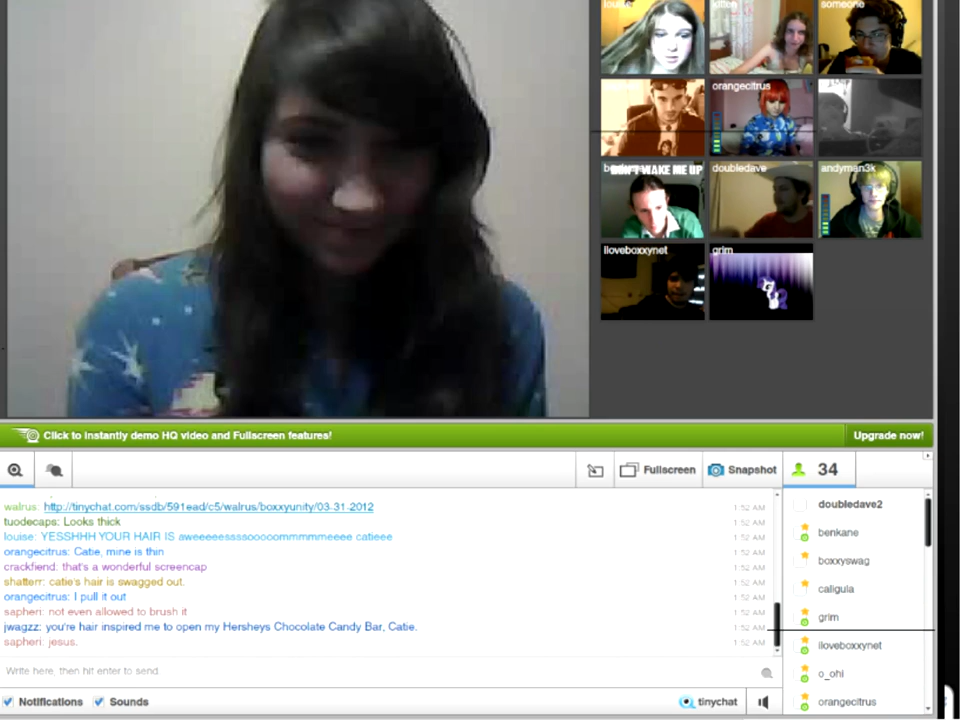 louise
kitten
someone
orangecitrus
DON'T WAKE ME UP
doubledave
andyman3k
iloveboxxynet
grim
Click to instantly demo HQ video and Fullscreen features!
Upgrade now!
Fullscreen
Snapshot
34
walrus: http://tinychat.com/ssdb/591ead/c5/walrus/boxxyunity/03-31-2012 1:52 AM
tuodecaps: Looks thick 1:52 AM
louise: YESSHHH YOUR HAIR IS aweeeeessssooooommmmmeeee catieee 1:52 AM
orangecitrus: Catie, mine is thin 1:52 AM
crackfiend: that's a wonderful screencap 1:52 AM
shatterr: catie's hair is swagged out. 1:52 AM
orangecitrus: I pull it out 1:52 AM
sapheri: not even allowed to brush it 1:52 AM
jwagzz: you're hair inspired me to open my Hersheys Chocolate Candy Bar, Catie. 1:52 AM
sapheri: jesus. 1:52 AM
doubledave2
benkane
boxxyswag
caligula
grim
iloveboxxynet
o_ohi
orangecitrus
Write here, then hit enter to send
Notifications
Sounds
tinychat